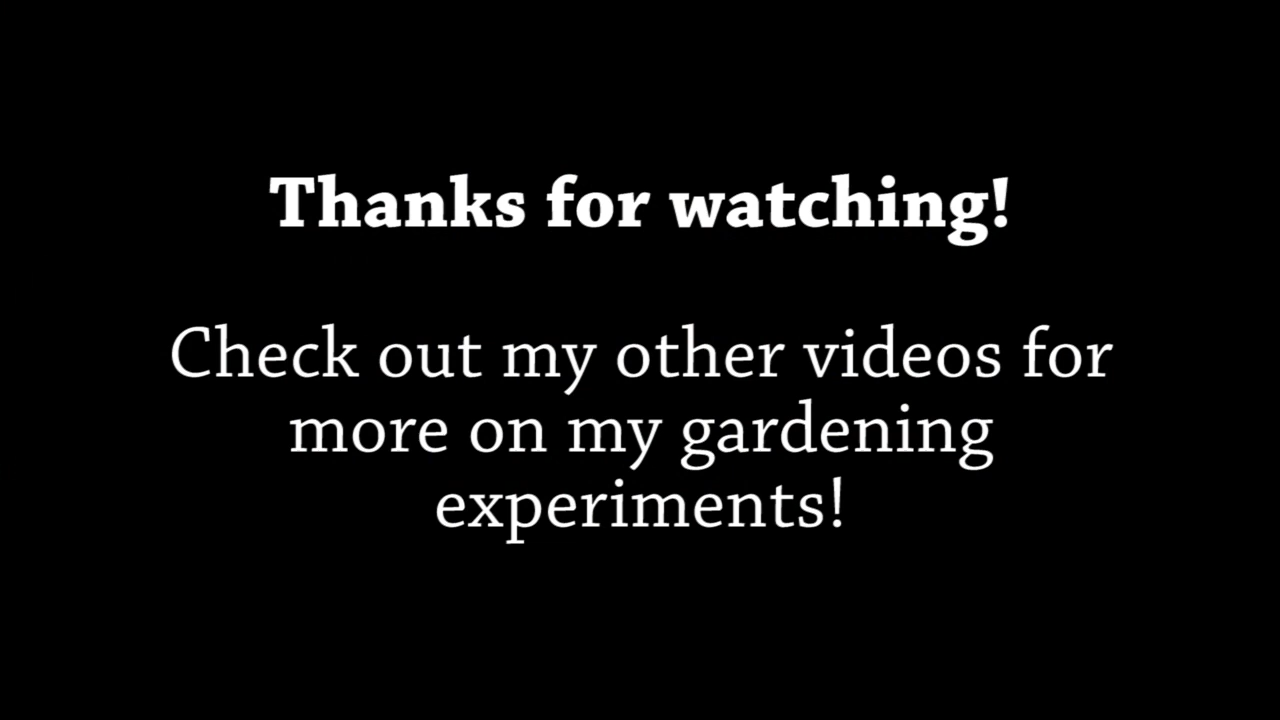 Thanks for watching!
Check out my other videos for
more on my gardening
experiments!